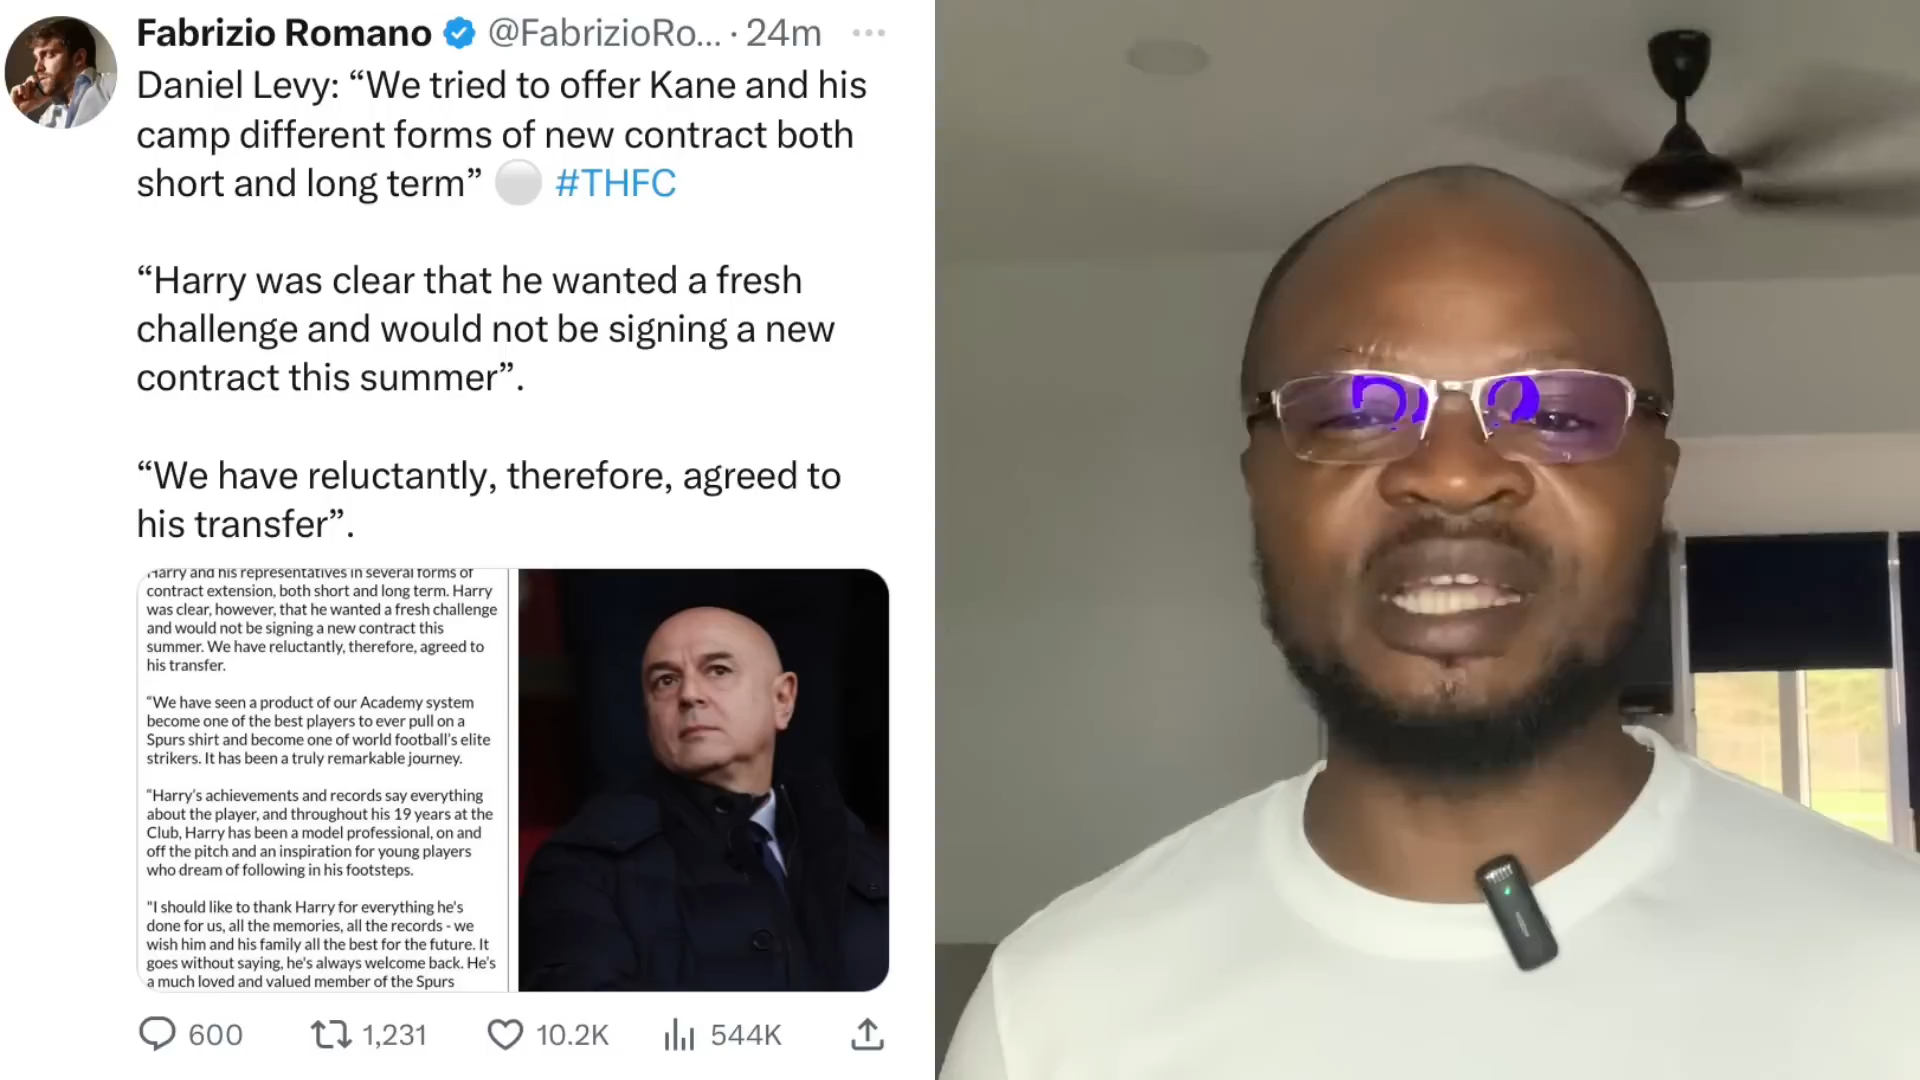 Fabrizio Romano @FabrizioRo... · 24m
Daniel Levy: “We tried to offer Kane and his
camp different forms of new contract both
short and long term” #THFC
“Harry was clear that he wanted a fresh
challenge and would not be signing a new
contract this summer”.
“We have reluctantly, therefore, agreed to
his transfer”.
Harry and his representatives in several forms of
contract extension, both short and long term. Harry
was clear, however, that he wanted a fresh challenge
and would not be signing a new contract this
summer. We have reluctantly, therefore, agreed to
his transfer.
“We have seen a product of our Academy system
become one of the best players to ever pull on a
Spurs shirt and become one of world football’s elite
strikers. It has been a truly remarkable journey.
“Harry’s achievements and records say everything
about the player, and throughout his 19 years at the
Club, Harry has been a model professional, on and
off the pitch and an inspiration for young players
who dream of following in his footsteps.
"I should like to thank Harry for everything he's
done for us, all the memories, all the records - we
wish him and his family all the best for the future. It
goes without saying, he's always welcome back. He’s
a much loved and valued member of the Spurs
600 1,231 10.2K 544K